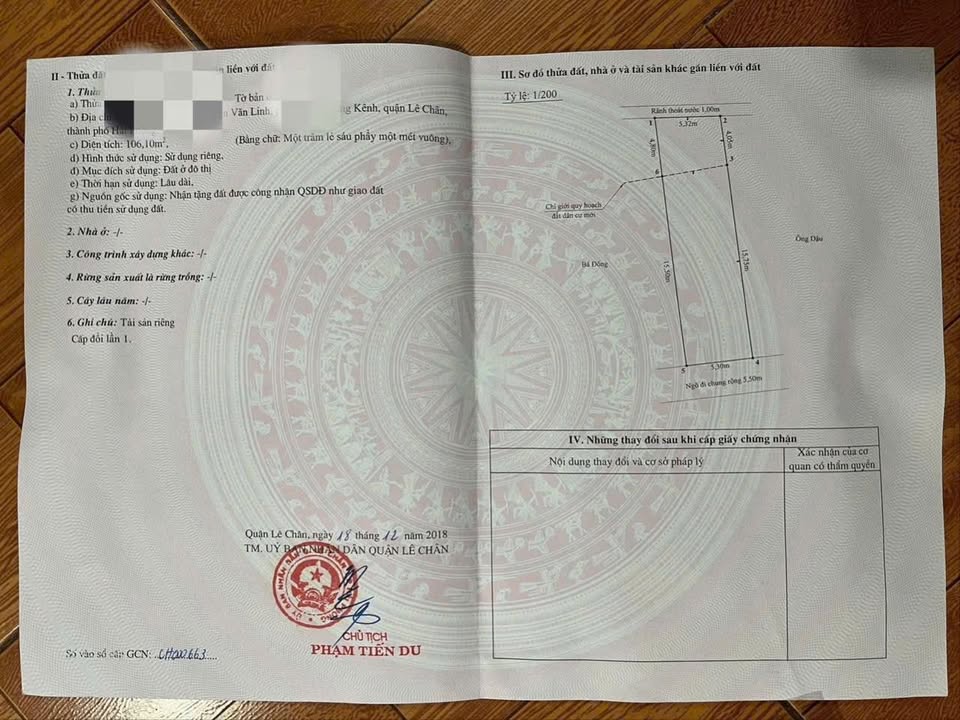 II - Thửa đất
liền với đất
1. Thửa
a) Thửa
Tờ bản
b) Địa
Văn Linh,
Kênh, quận Lê Chân,
thành phố
c) Diện tích: 106,10m²,
(Bằng chữ: Một trăm lẻ sáu phẩy một mét vuông),
d) Hình thức sử dụng: Sử dụng riêng,
đ) Mục đích sử dụng: Đất ở đô thị
e) Thời hạn sử dụng: Lâu dài,
g) Nguồn gốc sử dụng: Nhận tặng đất được công nhân QSDĐ như giao đất
có thu tiền sử dụng đất.
2. Nhà ở: -/-
3. Công trình xây dựng khác: -/-
4. Rừng sản xuất là rừng trồng: -/-
5. Cây lâu năm: -/-
6. Ghi chú: Tài sản riêng
Cấp đổi lần 1.
Quận Lê Chân, ngày 18 tháng 12 năm 2018
TM. UỶ BAN NHÂN DÂN QUẬN LÊ CHÂN
CHỦ TỊCH
PHẠM TIẾN DU
Số vào sổ cấp GCN: CH002663
III. Sơ đồ thửa đất, nhà ở và tài sản khác gắn liền với đất
Tỷ lệ: 1/200
Rãnh thoát nước 1,00m
1
5,32m
2
4,80m
4,05m
6
3
Chỉ giới quy hoạch
đất dân cư mới
Ông Dậu
Bà Đông
15,50m
15,75m
5
5,30m
4
Ngõ đi chung rộng 5,50m
IV. Những thay đổi sau khi cấp giấy chứng nhận
Nội dung thay đổi và cơ sở pháp lý
Xác nhận của cơ
quan có thẩm quyền